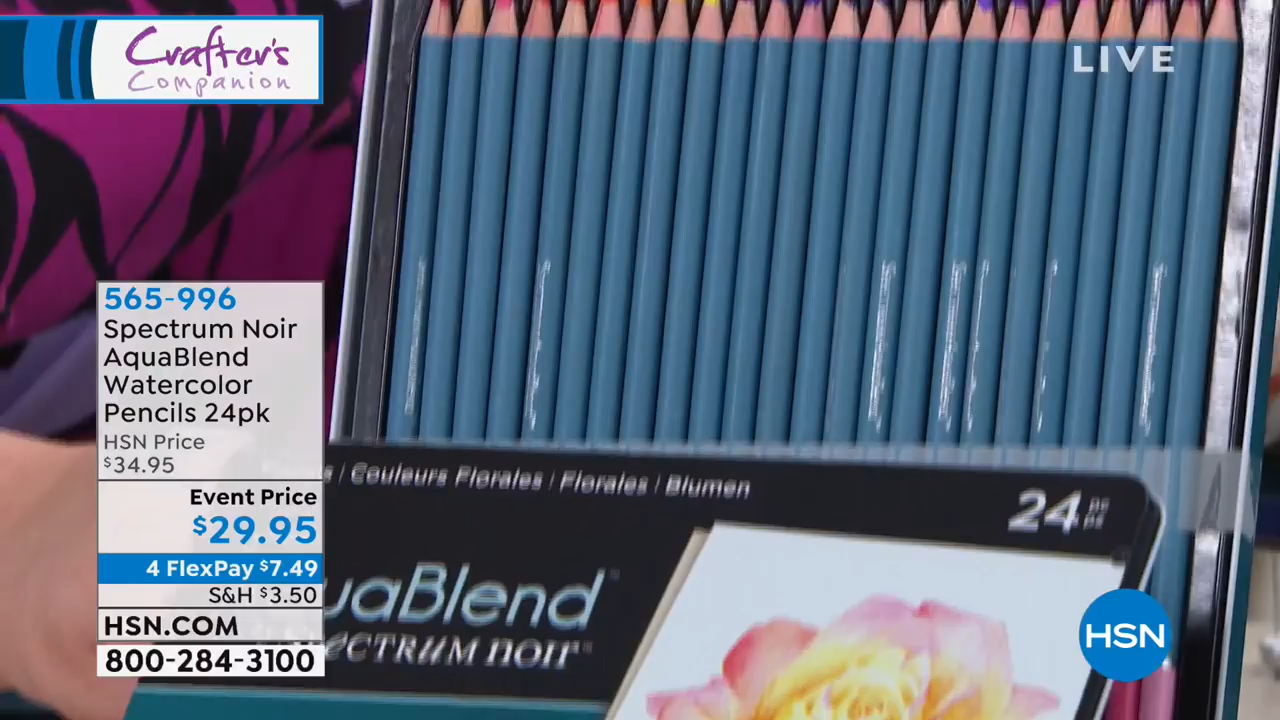 Crafter's
Companion
LIVE
565-996
Spectrum Noir
AquaBlend
Watercolor
Pencils 24pk
HSN Price
$34.95
Event Price
$29.95
4 FlexPay $7.49
S&H $3.50
HSN.COM
800-284-3100
/ Couleurs Florales / Florales / Blumen
24
uaBlend
SPECTRUM noir
HSN